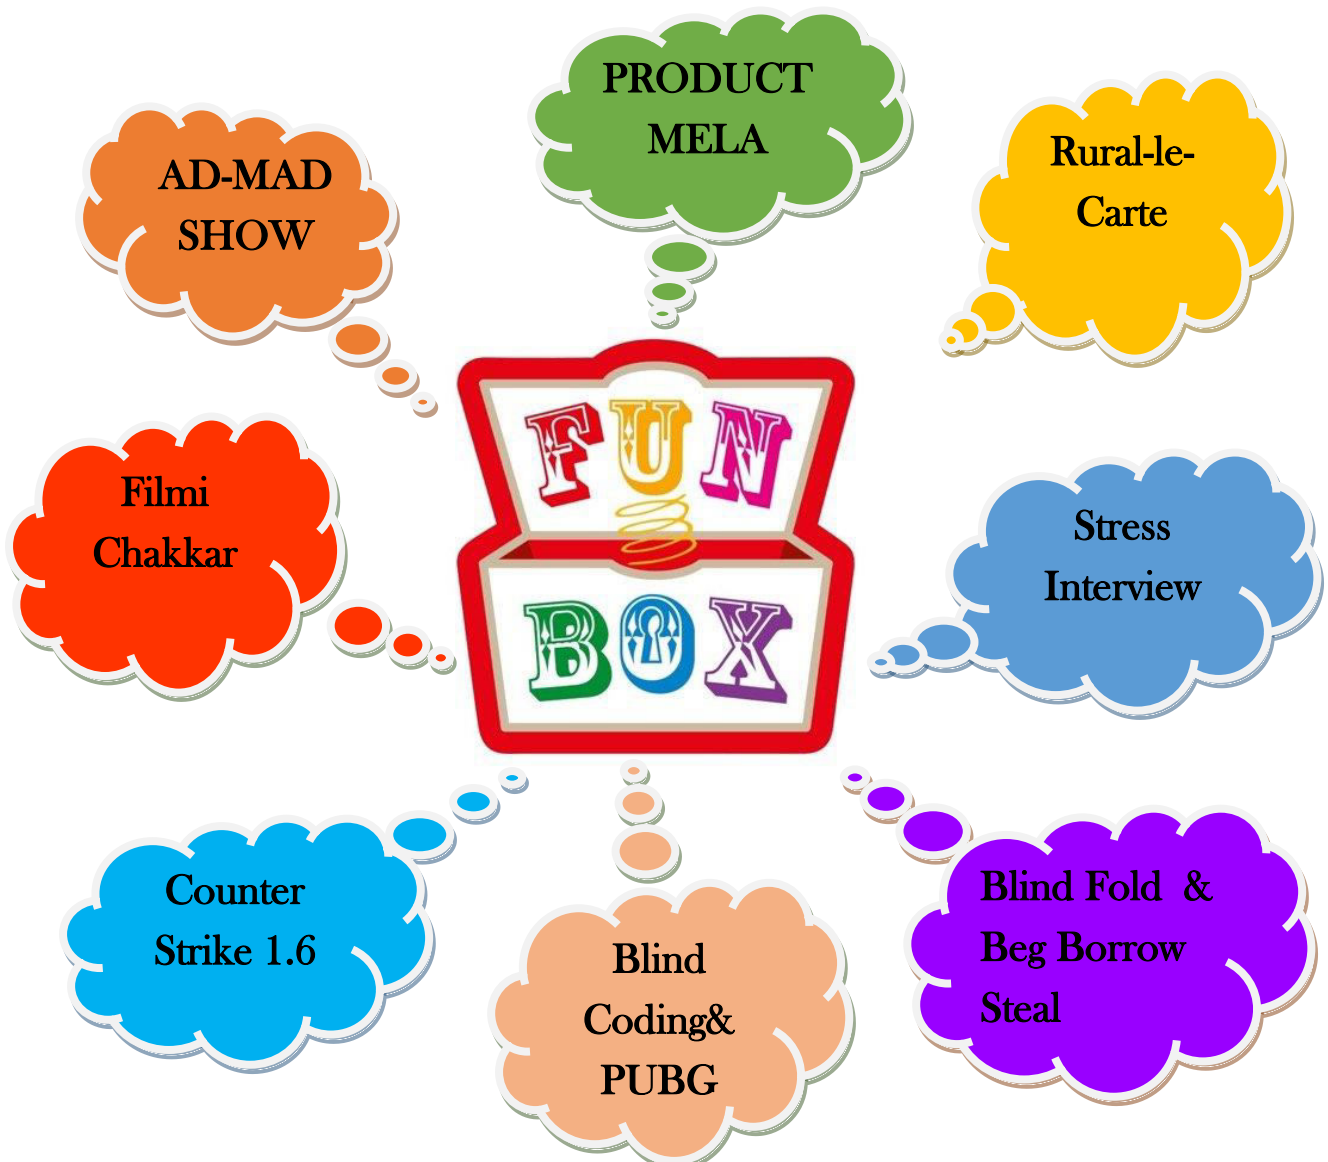 PRODUCT
MELA
AD-MAD
SHOW
Rural-le-
Carte
FUN
BOX
Filmi
Chakkar
Stress
Interview
Counter
Strike 1.6
Blind
Coding&
PUBG
Blind Fold &
Beg Borrow
Steal